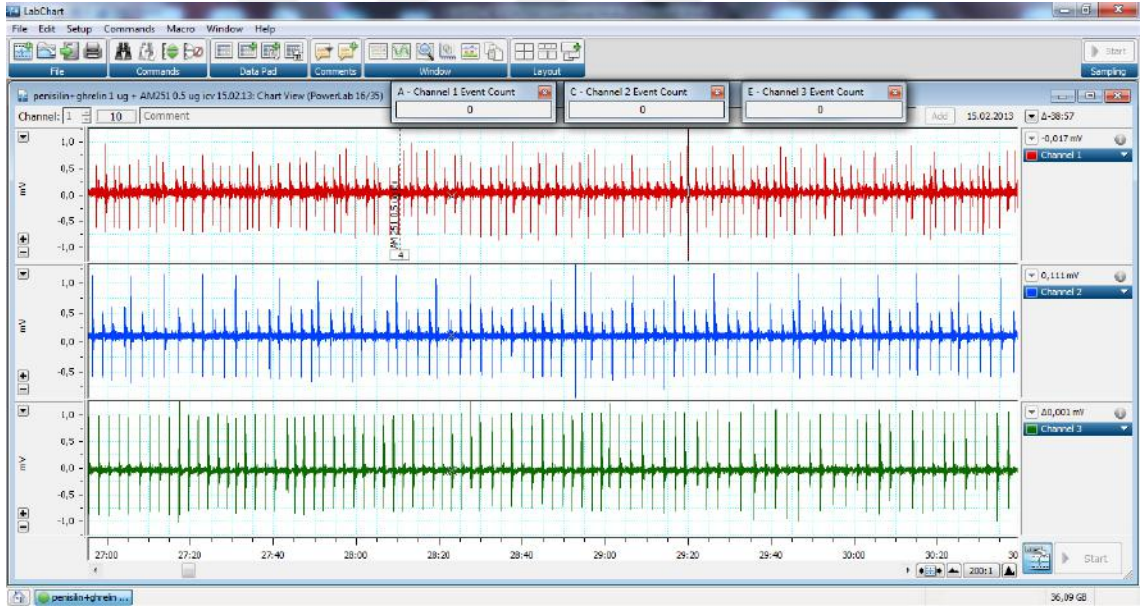 LabChart
File Edit Setup Commands Macro Window Help
File Commands Data Pad Comments Window Layout Start Sampling
penisilin+ghrelin 1 ug + AM251 0.5 ug icv 15.02.13: Chart View (PowerLab 16/35)
A - Channel 1 Event Count
0
C - Channel 2 Event Count
0
E - Channel 3 Event Count
0
Channel: 1 10 Comment Add 15.02.2013 Δ-38:57
1,0
0,5
0,0
-0,5
-1,0
mV
AM 251 0.5
4
-0,017 mV
Channel 1
1,0
0,5
0,0
-0,5
mV
0,111 mV
Channel 2
1,0
0,5
0,0
-0,5
-1,0
mV
Δ0,001 mV
Channel 3
27:00 27:20 27:40 28:00 28:20 28:40 29:00 29:20 29:40 30:00 30:20 30
200:1 Start
penisilin+ghrelin ...
36,09 GB